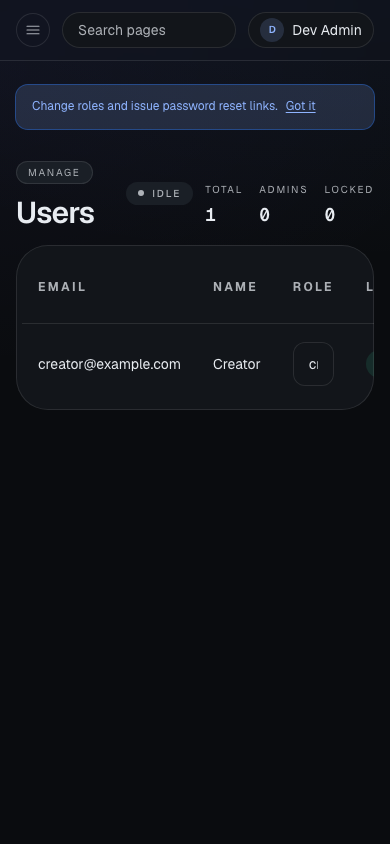 Search pages
D
Dev Admin
Change roles and issue password reset links. Got it
MANAGE
Users
IDLE
TOTAL
1
ADMINS
0
LOCKED
0
EMAIL NAME ROLE L
creator@example.com Creator